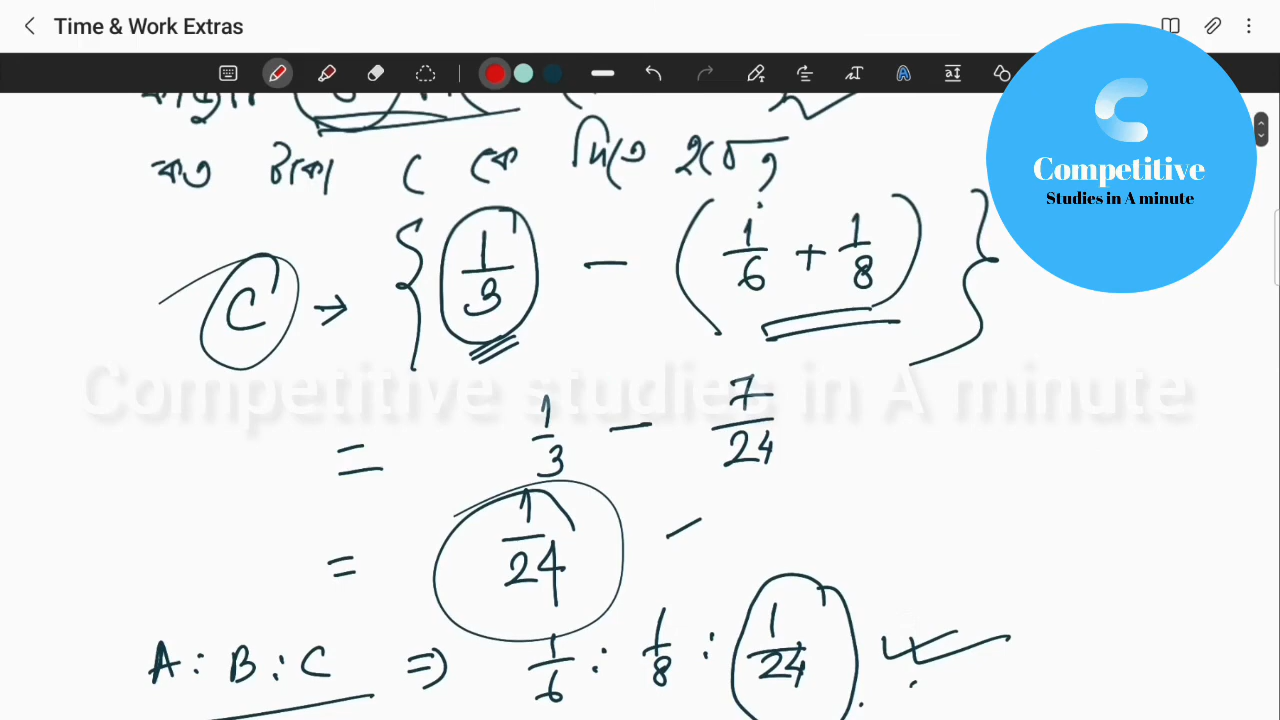 Time & Work Extras
Competitive
Studies in A minute
কত টাকা C কে দিতে হবে?
C → { 1/3 - ( 1/6 + 1/8 ) }
Competitive studies in A minute
= 1/3 - 7/24
= 1/24 -
A : B : C ⇒ 1/6 : 1/8 : 1/24